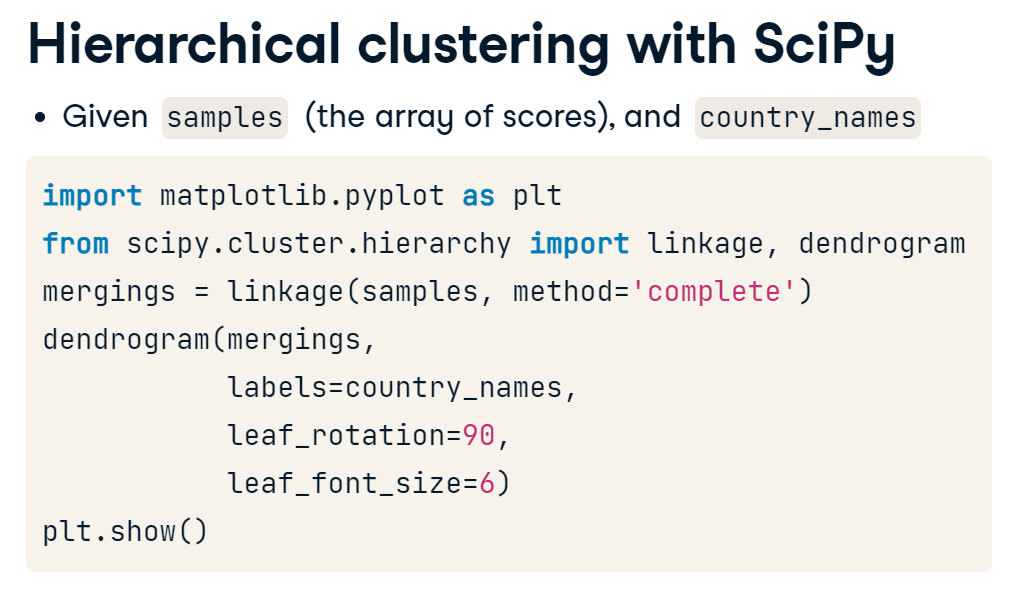 Hierarchical clustering with SciPy
• Given samples (the array of scores), and country_names
import matplotlib.pyplot as plt
from scipy.cluster.hierarchy import linkage, dendrogram
mergings = linkage(samples, method='complete')
dendrogram(mergings,
           labels=country_names,
           leaf_rotation=90,
           leaf_font_size=6)
plt.show()